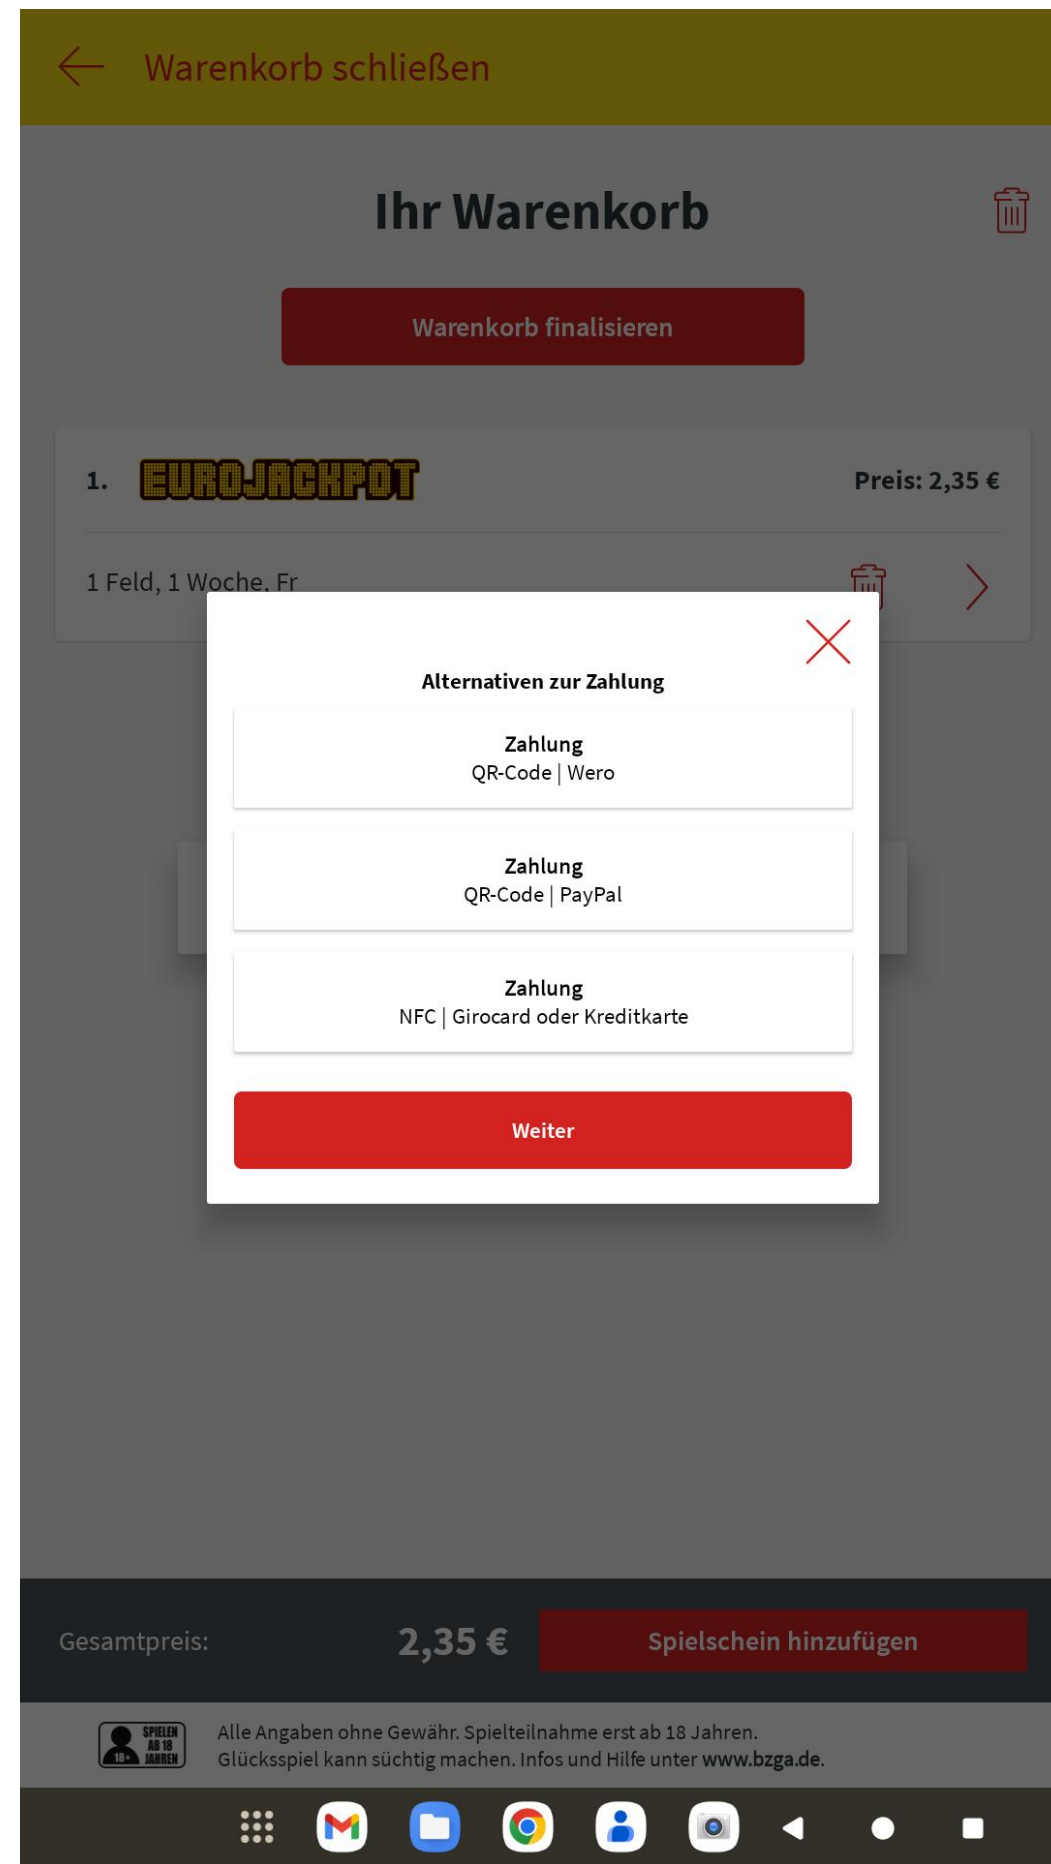 Warenkorb schließen
Ihr Warenkorb
Warenkorb finalisieren
1. EUROJACKPOT Preis: 2,35 €
1 Feld, 1 Woche, Fr
Alternativen zur Zahlung
Zahlung
QR-Code | Wero
Zahlung
QR-Code | PayPal
Zahlung
NFC | Girocard oder Kreditkarte
Weiter
Gesamtpreis: 2,35 € Spielschein hinzufügen
SPIELEN
AB 18
JAHREN
18+
Alle Angaben ohne Gewähr. Spielteilnahme erst ab 18 Jahren.
Glücksspiel kann süchtig machen. Infos und Hilfe unter www.bzga.de.